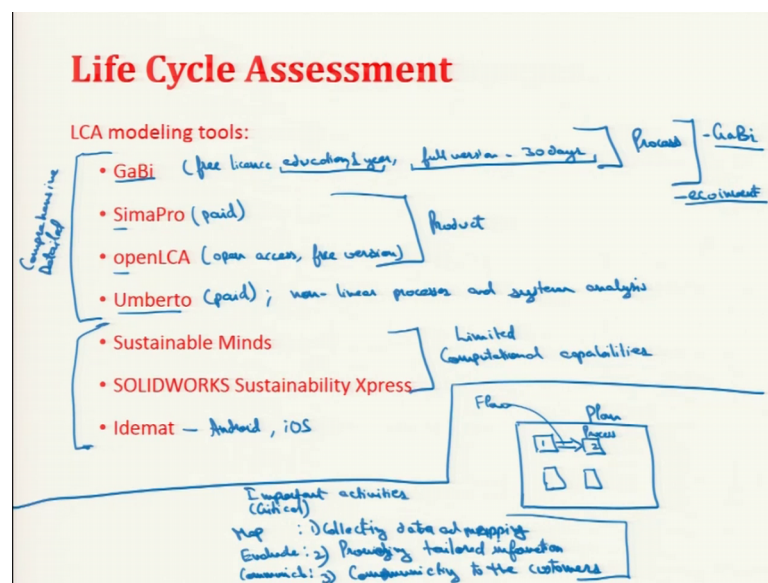 Life Cycle Assessment
LCA modeling tools:
• GaBi (free licence education 1 year, full version - 30 days Process - GaBi
- ecoinvent
• SimaPro (paid)
Product
• openLCA (open access, free version)
• Umberto (paid); non-linear processes and system analysis
Comprehensive
Detailed
• Sustainable Minds
Limited
Computational capabilities
• SOLIDWORKS Sustainability Xpress
• Idemat - Android, iOS
Flow
Plan
Process
1 2
Important activities
(Critical)
Map : 1) Collecting data and mapping
: 2) Providing tailored information
: 3) to the customers